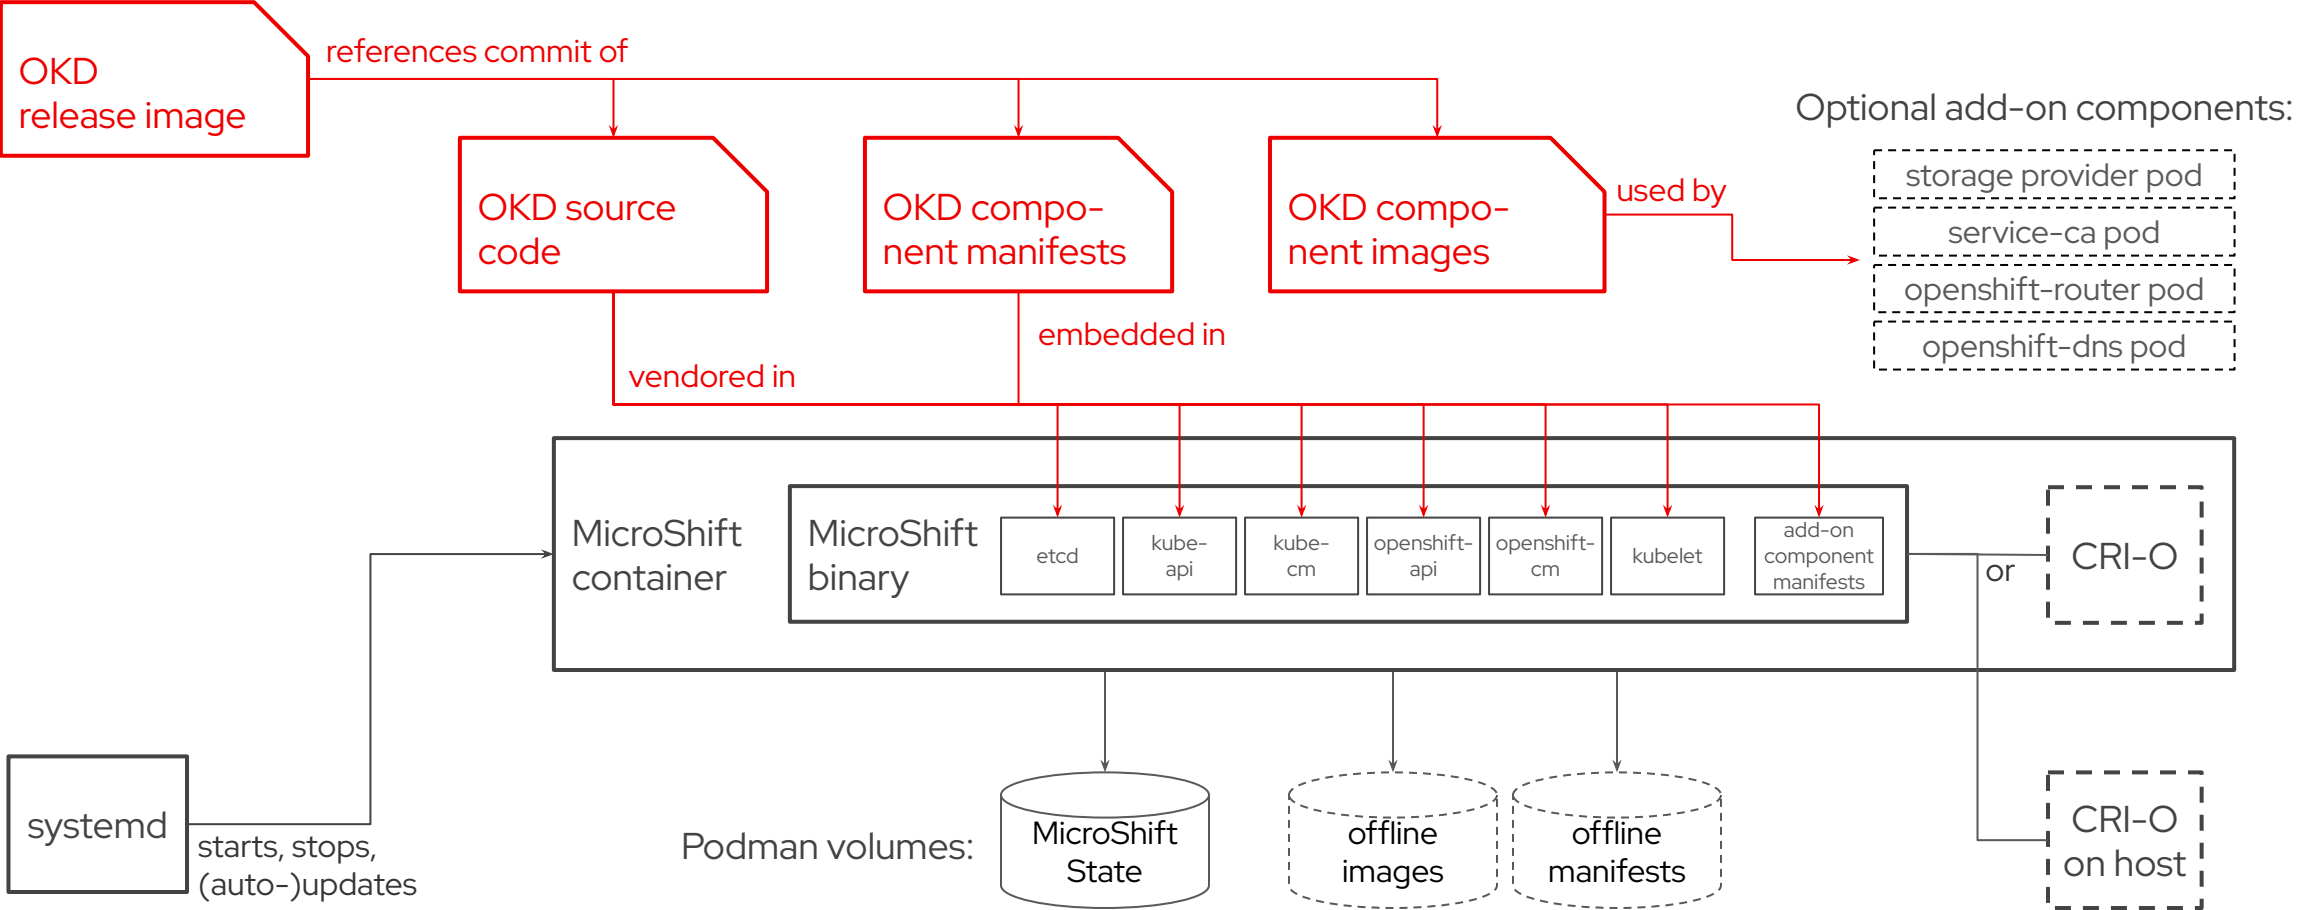 OKD
release image
references commit of
OKD source
code
OKD compo-
nent manifests
OKD compo-
nent images
used by
Optional add-on components:
storage provider pod
service-ca pod
openshift-router pod
openshift-dns pod
embedded in
vendored in
MicroShift
container
MicroShift
binary
etcd
kube-
api
kube-
cm
openshift-
api
openshift-
cm
kubelet
add-on
component
manifests
or
CRI-O
systemd
starts, stops,
(auto-)updates
Podman volumes:
MicroShift
State
offline
images
offline
manifests
CRI-O
on host